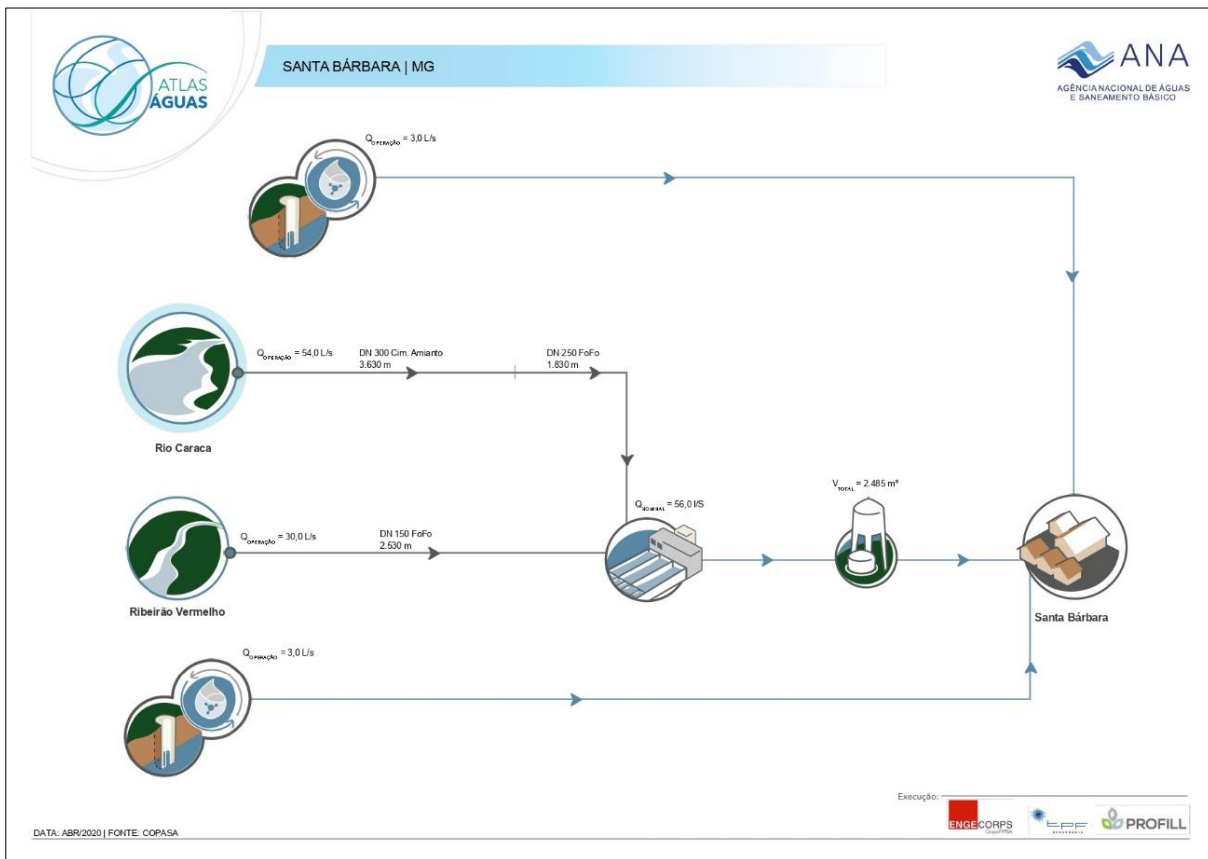 ATLAS
ÁGUAS
SANTA BÁRBARA | MG
ANA
AGÊNCIA NACIONAL DE ÁGUAS
E SANEAMENTO BÁSICO
Q OPERAÇÃO = 3,0 L/s
Q OPERAÇÃO = 54,0 L/s
DN 300 Cim. Amianto
3.630 m
DN 250 FoFo
1.830 m
Rio Caraca
Q OPERAÇÃO = 30,0 L/s
DN 150 FoFo
2.530 m
Q NOMINAL = 56,0 l/S
V TOTAL = 2.485 m³
Ribeirão Vermelho
Santa Bárbara
Q OPERAÇÃO = 3,0 L/s
Execução:
ENGECORPS
TPF
PROFILL
DATA: ABR/2020 | FONTE: COPASA